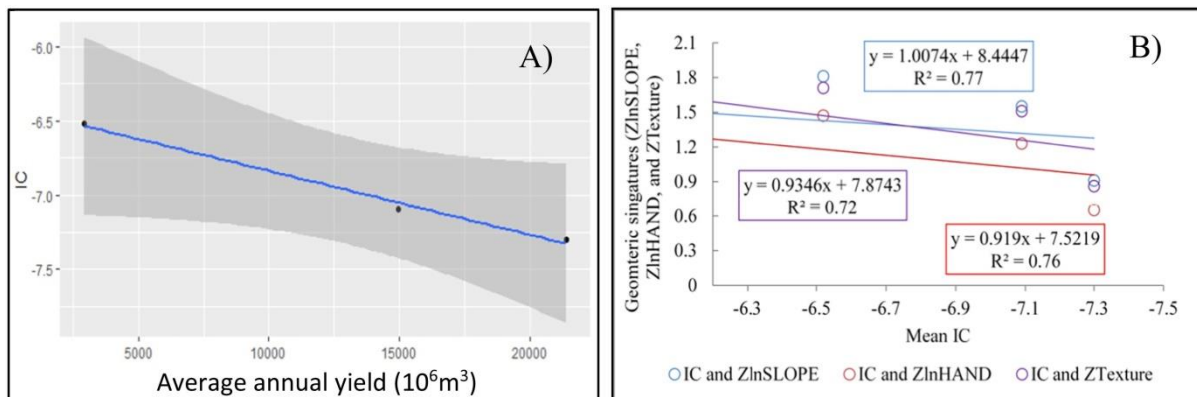 A)
IC
-6.0
-6.5
-7.0
-7.5
5000 10000 15000 20000
Average annual yield (10⁶m³)
B)
Geomteric singatures (ZlnSLOPE,
ZlnHAND, and ZTexture)
2.1
1.8
1.5
1.2
0.9
0.6
0.3
0
y = 1.0074x + 8.4447
R² = 0.77
y = 0.9346x + 7.8743
R² = 0.72
y = 0.919x + 7.5219
R² = 0.76
-6.3 -6.5 -6.7 -6.9 -7.1 -7.3 -7.5
Mean IC
IC and ZlnSLOPE IC and ZlnHAND IC and ZTexture